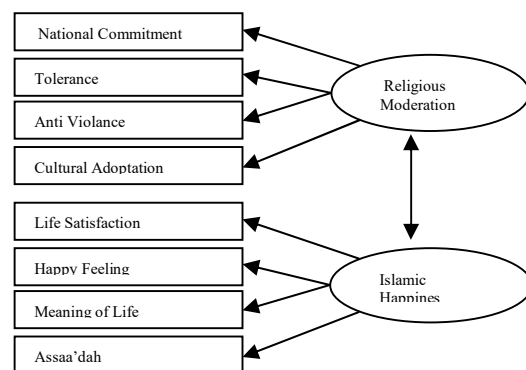 National Commitment
Tolerance
Anti Violance
Cultural Adoptation
Religious
Moderation
Life Satisfaction
Happy Feeling
Meaning of Life
Assaa'dah
Islamic
Happines